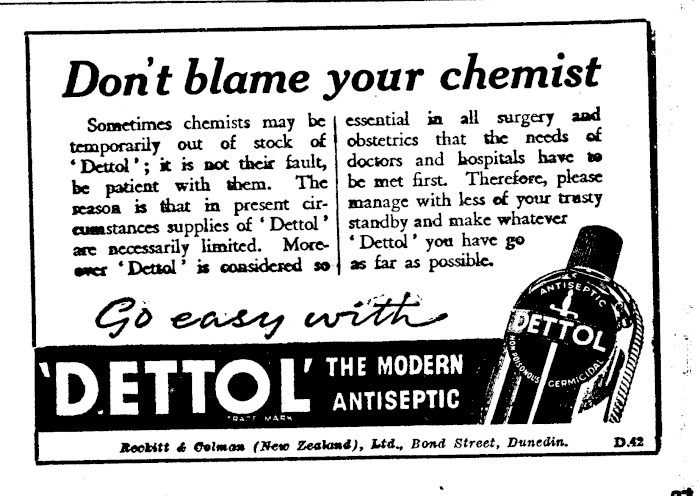 Don't blame your chemist
Sometimes chemists may be
temporarily out of stock of
'Dettol'; it is not their fault,
be patient with them. The
reason is that in present cir-
cumstances supplies of 'Dettol'
are necessarily limited. More-
over 'Dettol' is considered so
essential in all surgery and
obstetrics that the needs of
doctors and hospitals have to
be met first. Therefore, please
manage with less of your trusty
standby and make whatever
'Dettol' you have go
as far as possible.
Go easy with
'DETTOL' THE MODERN
ANTISEPTIC
TRADE MARK
ANTISEPTIC
DETTOL
NON POISONOUS
GERMICIDAL
Reckitt & Colman (New Zealand), Ltd., Bond Street, Dunedin. D.42